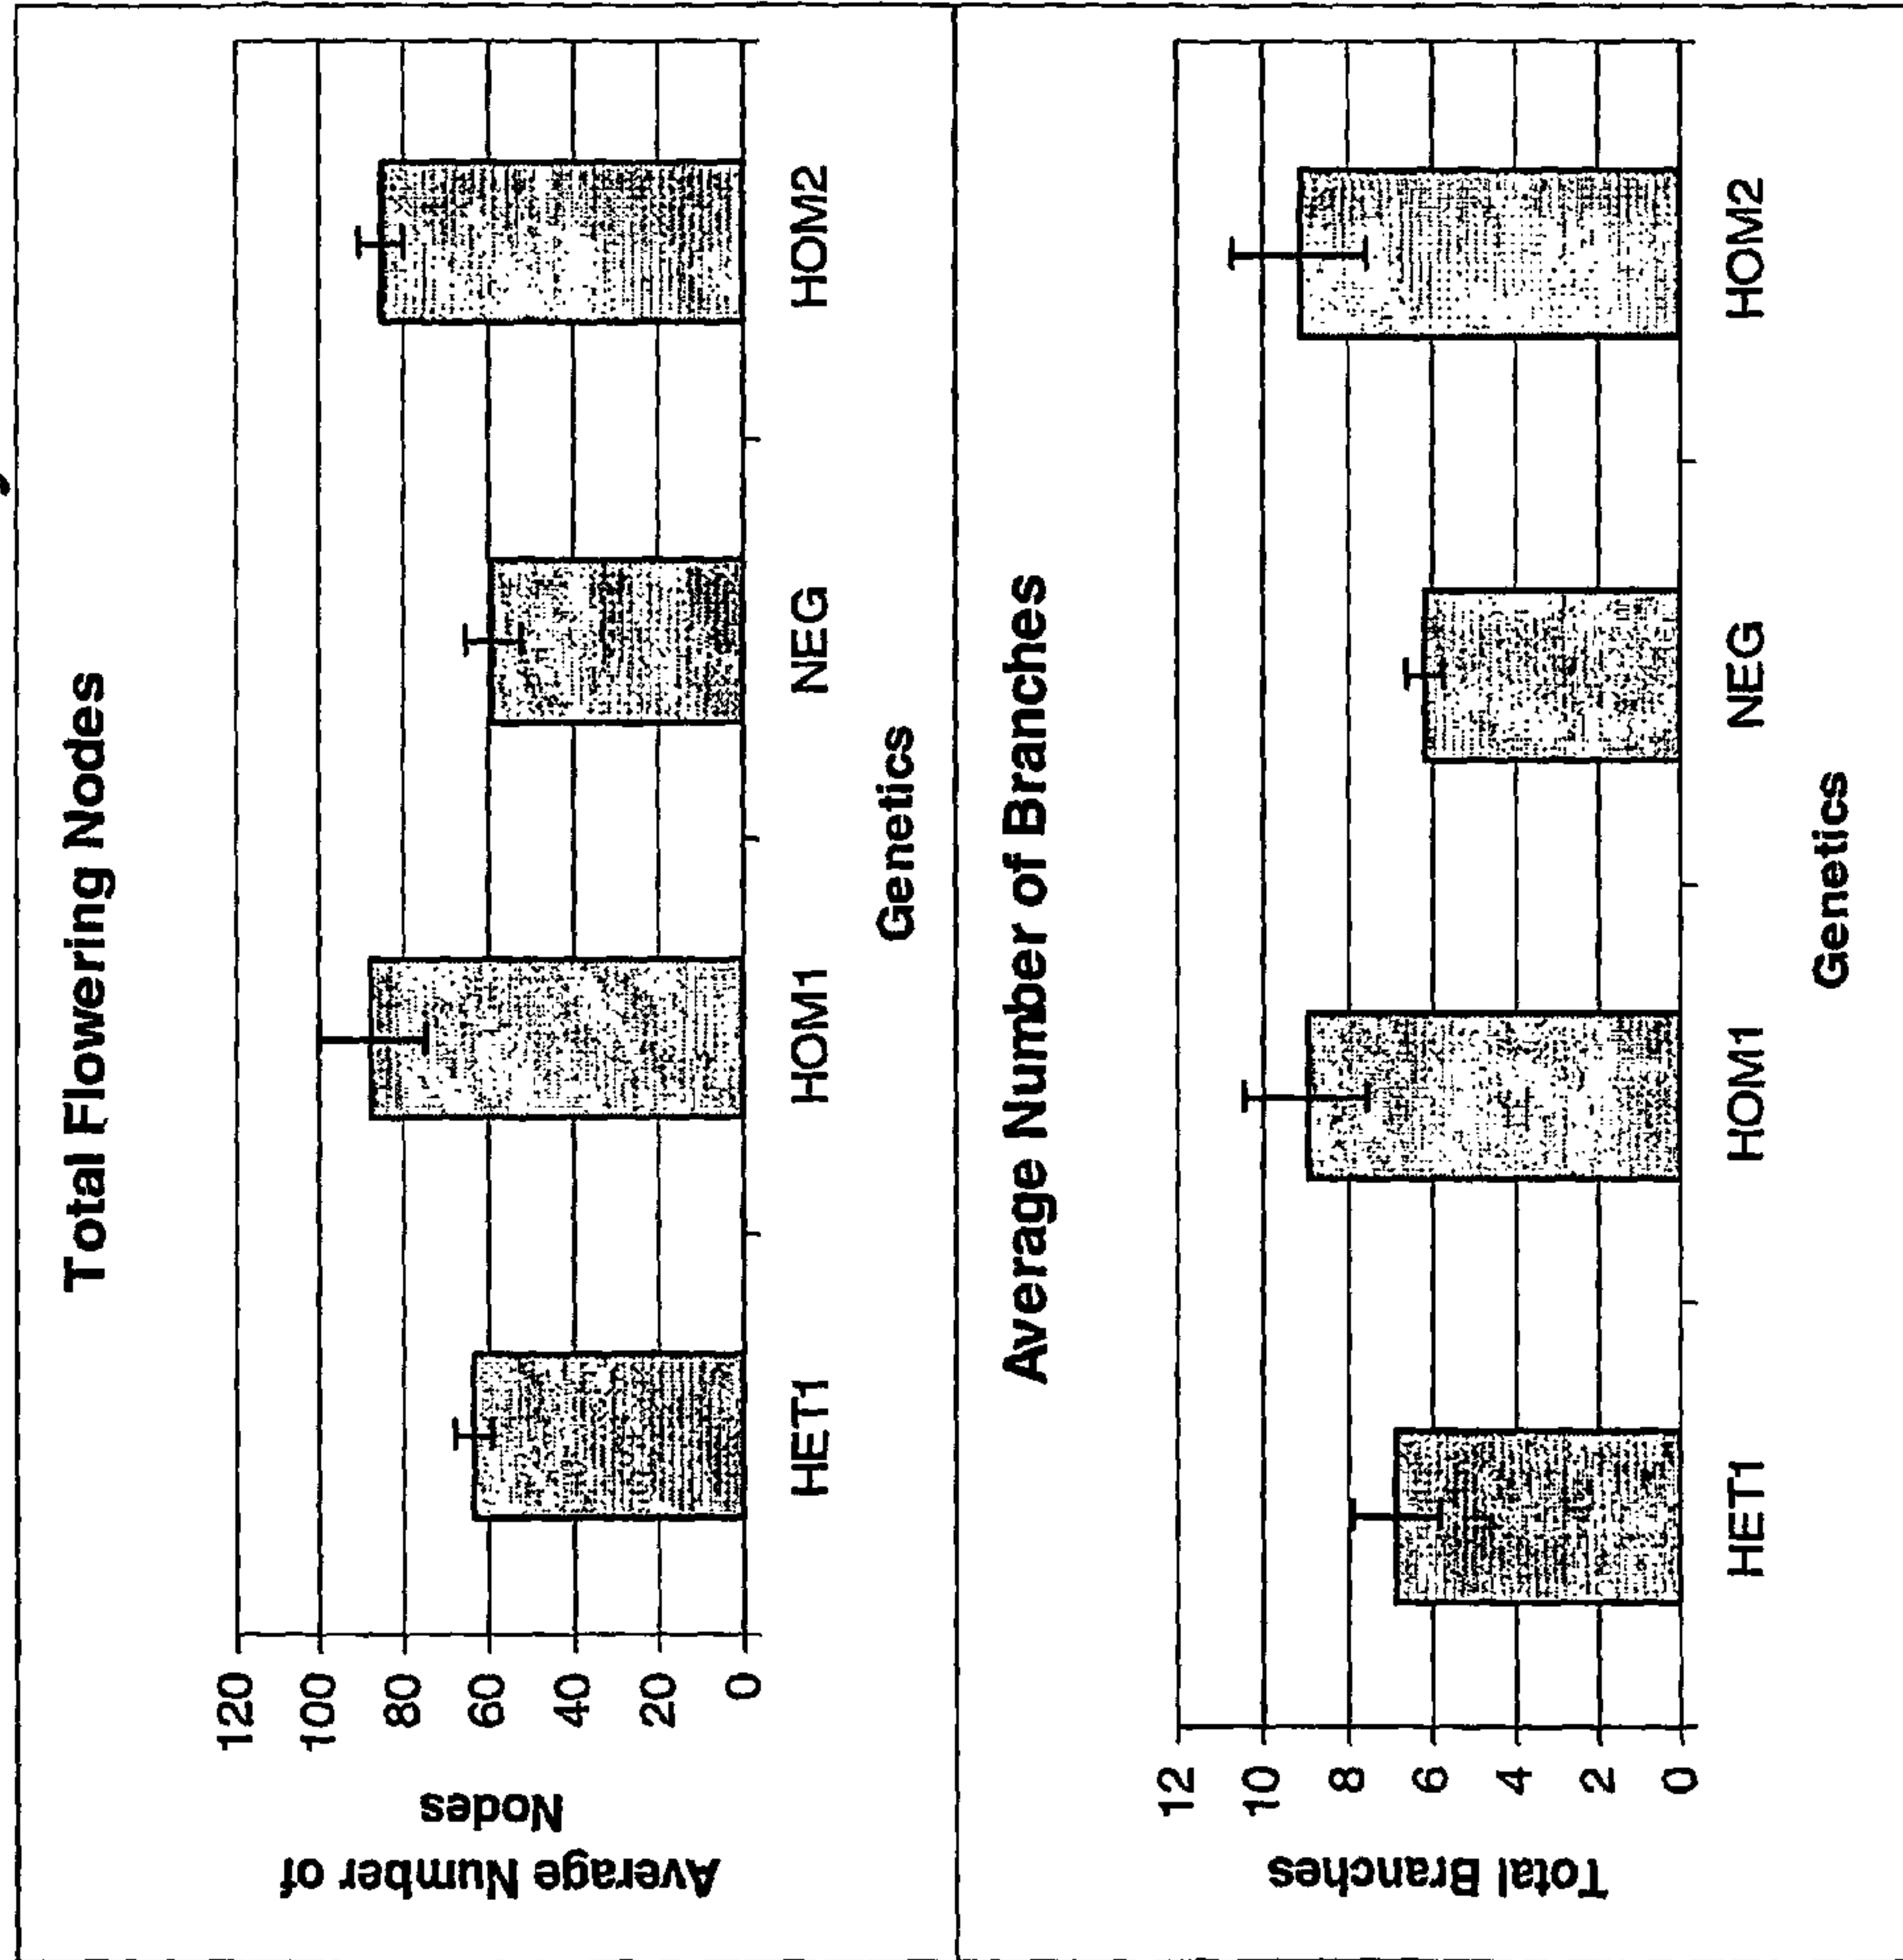 Total Flowering Nodes
Average Number of
Nodes
120
100
80
60
40
20
0
HET1
HOM1
NEG
HOM2
Genetics
Average Number of Branches
Total Branches
12
10
8
6
4
2
0
HET1
HOM1
NEG
HOM2
Genetics